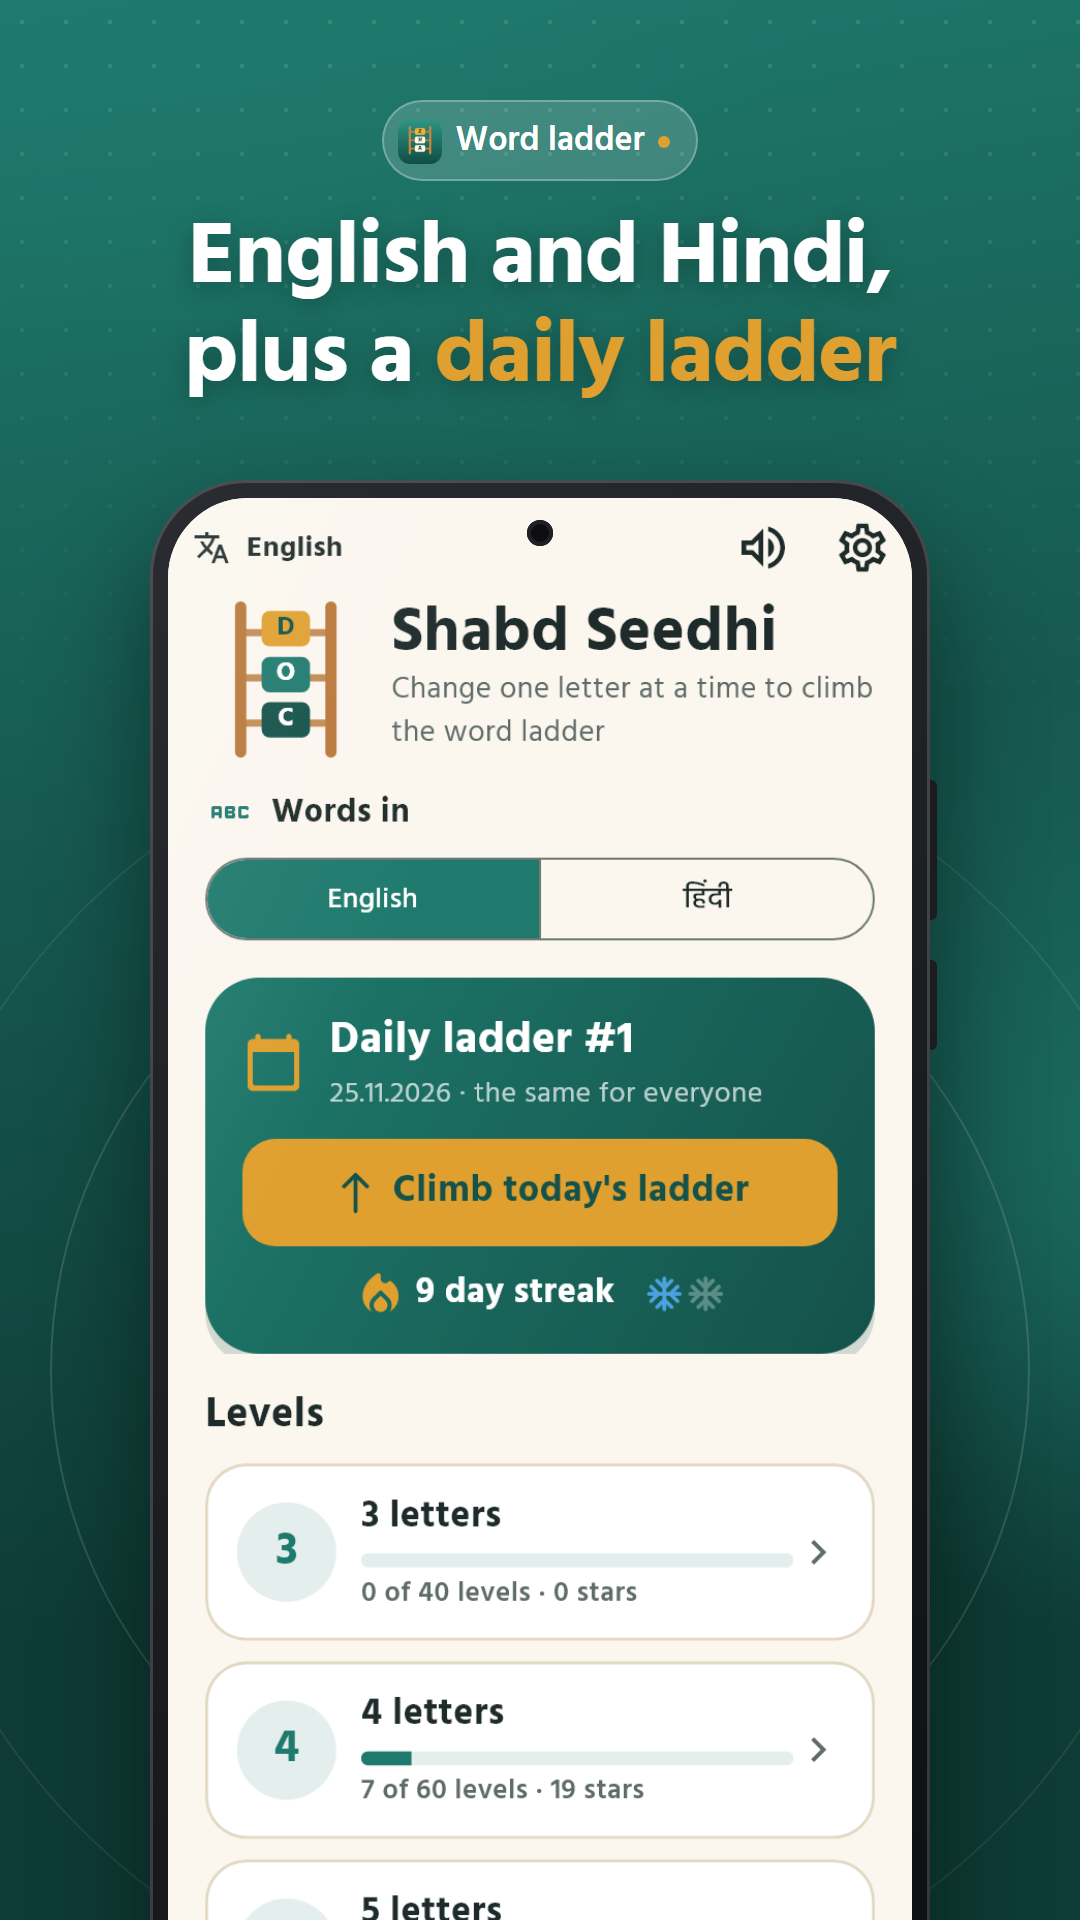 Word ladder
English and Hindi,
plus a daily ladder
English
D
O
C
Shabd Seedhi
Change one letter at a time to climb
the word ladder
ABC Words in
English हिंदी
Daily ladder #1
25.11.2026 · the same for everyone
Climb today's ladder
9 day streak
Levels
3
3 letters
0 of 40 levels · 0 stars
4
4 letters
7 of 60 levels · 19 stars
5 letters